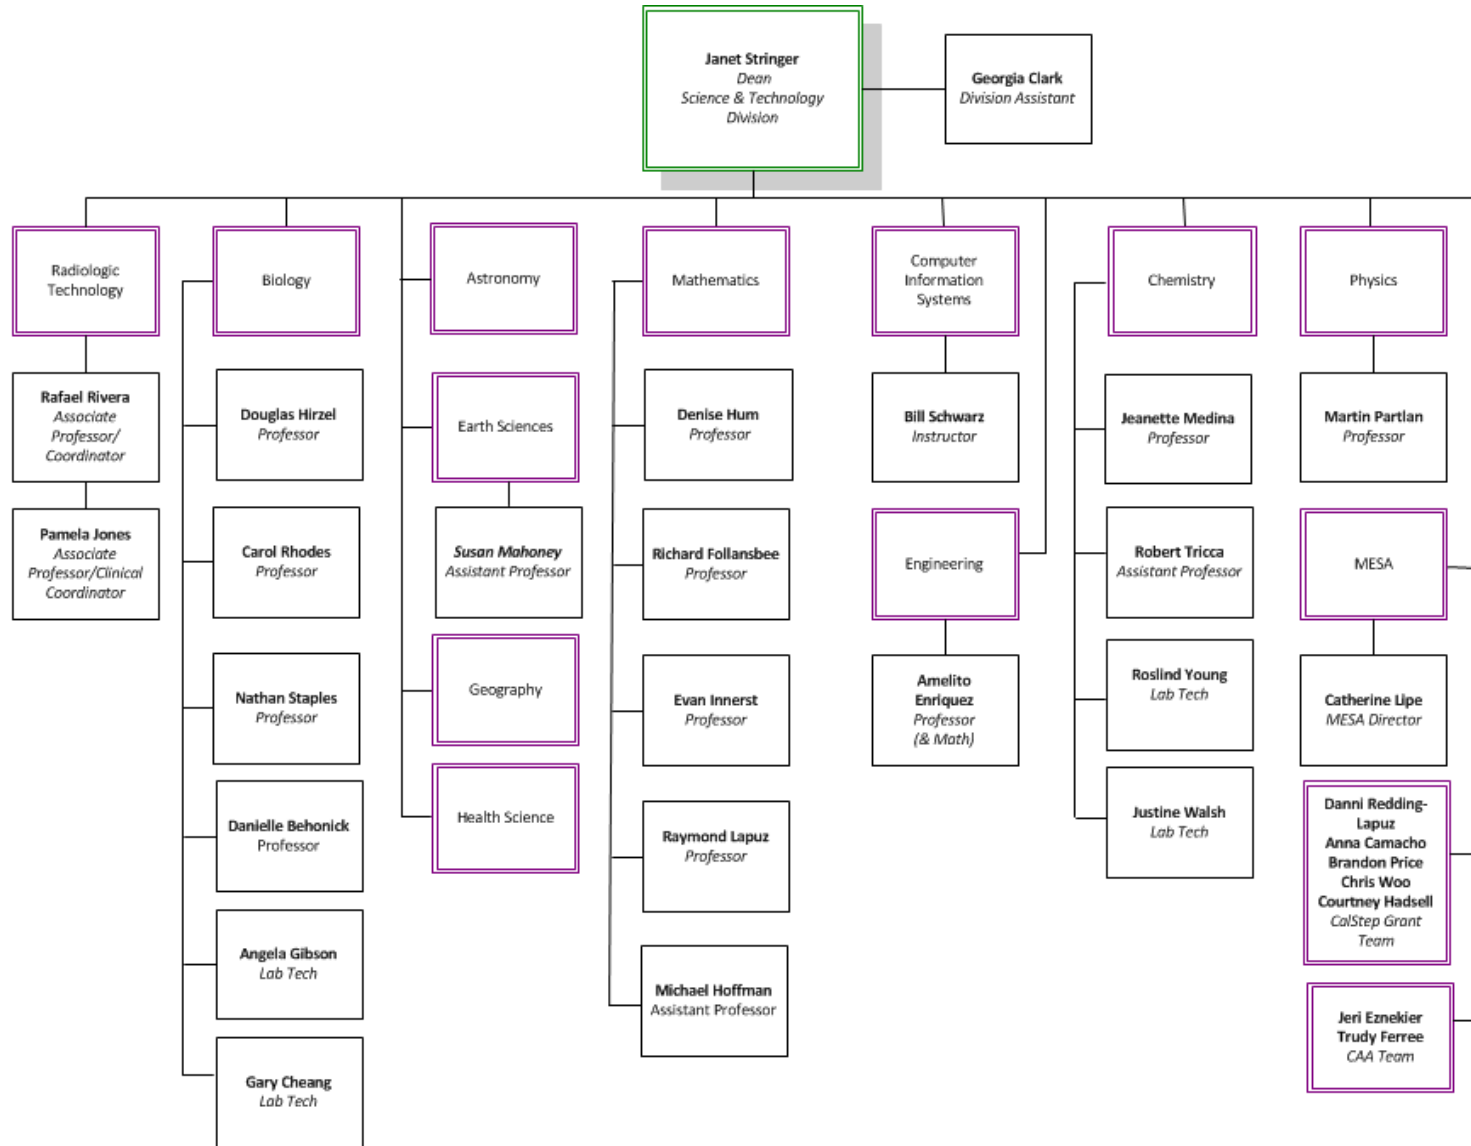 Janet Stringer
Dean
Science & Technology
Division
Georgia Clark
Division Assistant
Radiologic
Technology
Biology
Astronomy
Mathematics
Computer
Information
Systems
Chemistry
Physics
Rafael Rivera
Associate
Professor/
Coordinator
Pamela Jones
Associate
Professor/Clinical
Coordinator
Douglas Hirzel
Professor
Carol Rhodes
Professor
Nathan Staples
Professor
Danielle Behonick
Professor
Angela Gibson
Lab Tech
Gary Cheang
Lab Tech
Earth Sciences
Susan Mahoney
Assistant Professor
Geography
Health Science
Denise Hum
Professor
Richard Follansbee
Professor
Evan Innerst
Professor
Raymond Lapuz
Professor
Michael Hoffman
Assistant Professor
Bill Schwarz
Instructor
Engineering
Amelito
Enriquez
Professor
(& Math)
Jeanette Medina
Professor
Robert Tricca
Assistant Professor
Roslind Young
Lab Tech
Justine Walsh
Lab Tech
Martin Partlan
Professor
MESA
Catherine Lipe
MESA Director
Danni Redding-
Lapuz
Anna Camacho
Brandon Price
Chris Woo
Courtney Hadsell
CalStep Grant
Team
Jeri Eznekier
Trudy Ferree
CAA Team